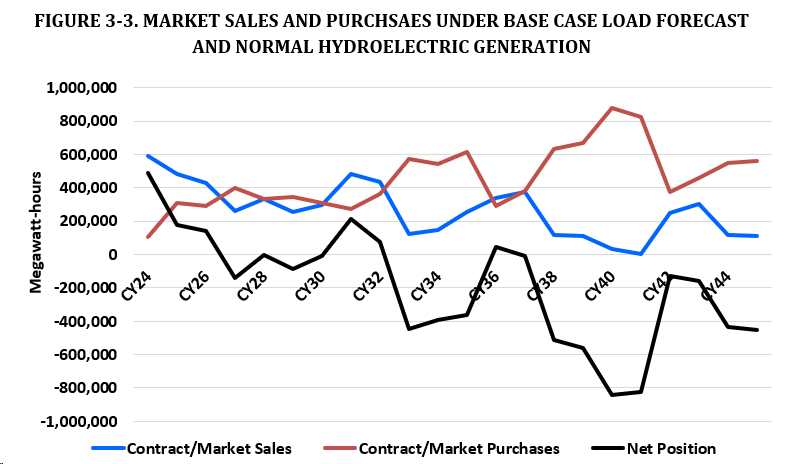 FIGURE 3-3. MARKET SALES AND PURCHSAES UNDER BASE CASE LOAD FORECAST
AND NORMAL HYDROELECTRIC GENERATION
1,000,000
800,000
600,000
400,000
200,000
0
-200,000
-400,000
-600,000
-800,000
-1,000,000
Megawatt-hours
CY24
CY26
CY28
CY30
CY32
CY34
CY36
CY38
CY40
CY42
CY44
Contract/Market Sales
Contract/Market Purchases
Net Position